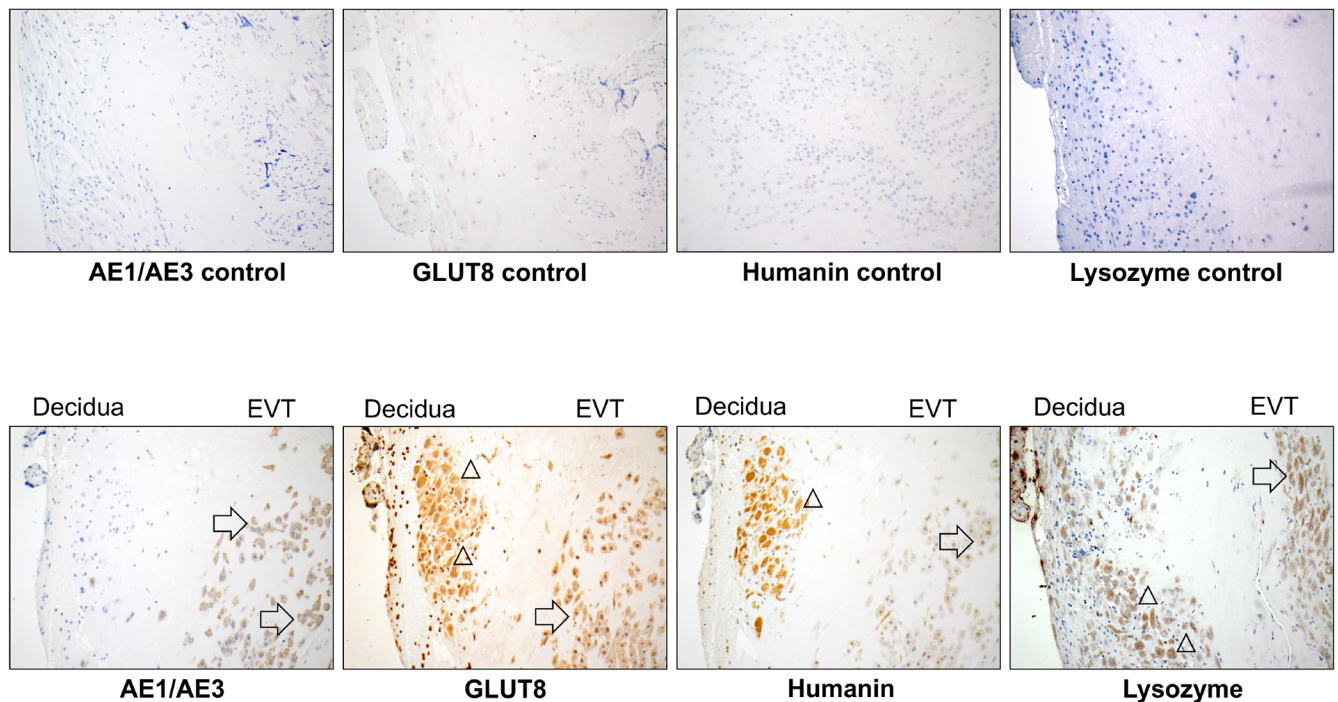 AE1/AE3 control
GLUT8 control
Humanin control
Lysozyme control
Decidua EVT
Decidua EVT
Decidua EVT
Decidua EVT
AE1/AE3
GLUT8
Humanin
Lysozyme